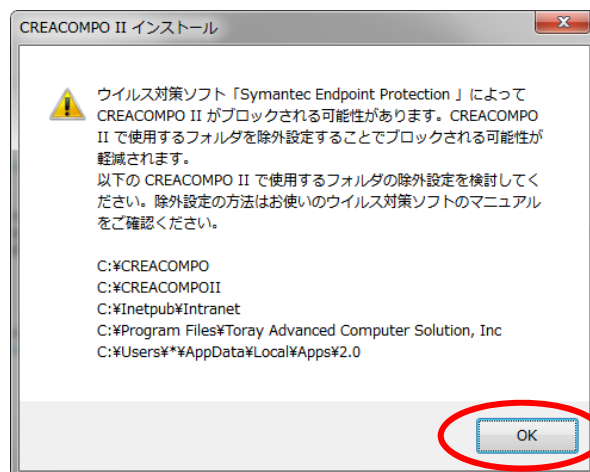 CREACOMPO II インストール
ウイルス対策ソフト「Symantec Endpoint Protection 」によって
CREACOMPO II がブロックされる可能性があります。CREACOMPO
II で使用するフォルダを除外設定することでブロックされる可能性が
軽減されます。
以下の CREACOMPO II で使用するフォルダの除外設定を検討してく
ださい。除外設定の方法はお使いのウイルス対策ソフトのマニュアル
をご確認ください。
C:¥CREACOMPO
C:¥CREACOMPOII
C:¥Inetpub¥Intranet
C:¥Program Files¥Toray Advanced Computer Solution, Inc
C:¥Users¥*¥AppData¥Local¥Apps¥2.0
OK